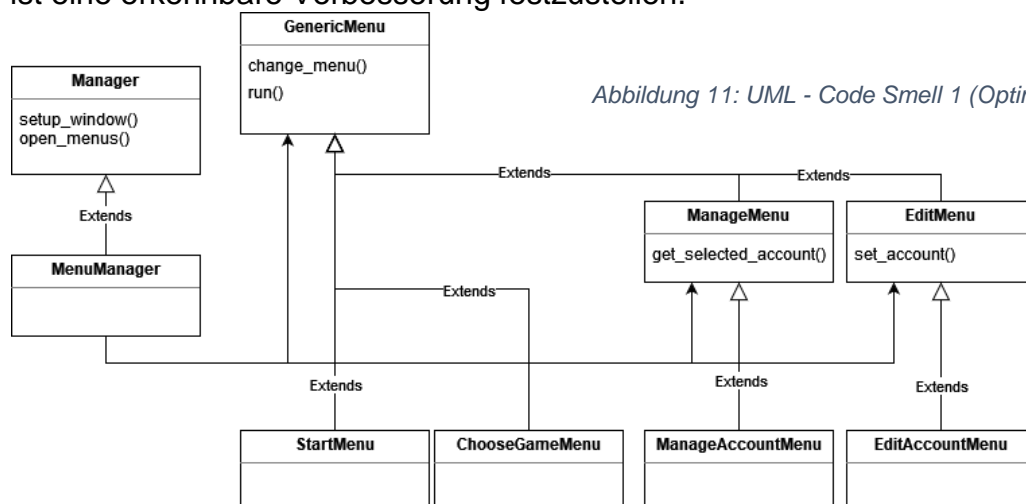 ist eine erkennbare Verbesserung festzustellen.
GenericMenu
change_menu()
run()
Manager
setup_window()
open_menus()
Abbildung 11: UML - Code Smell 1 (Optim
Extends
Extends
Extends
ManageMenu
get_selected_account()
EditMenu
set_account()
MenuManager
Extends
Extends
Extends
Extends
StartMenu
ChooseGameMenu
ManageAccountMenu
EditAccountMenu